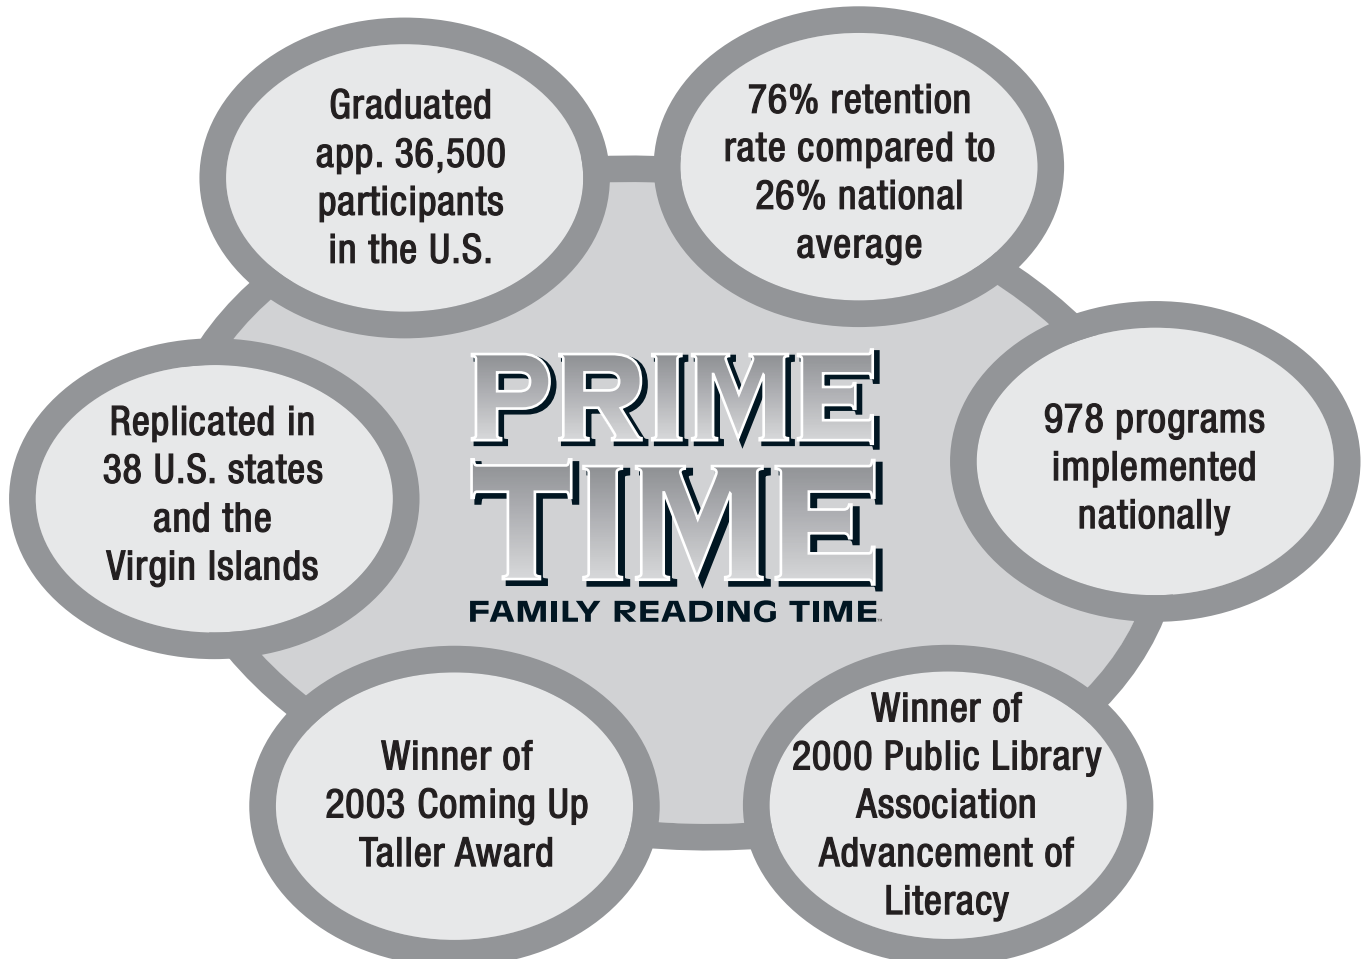 Graduated
app. 36,500
participants
in the U.S.
76% retention
rate compared to
26% national
average
Replicated in
38 U.S. states
and the
Virgin Islands
PRIME
TIME
FAMILY READING TIME™
978 programs
implemented
nationally
Winner of
2003 Coming Up
Taller Award
Winner of
2000 Public Library
Association
Advancement of
Literacy